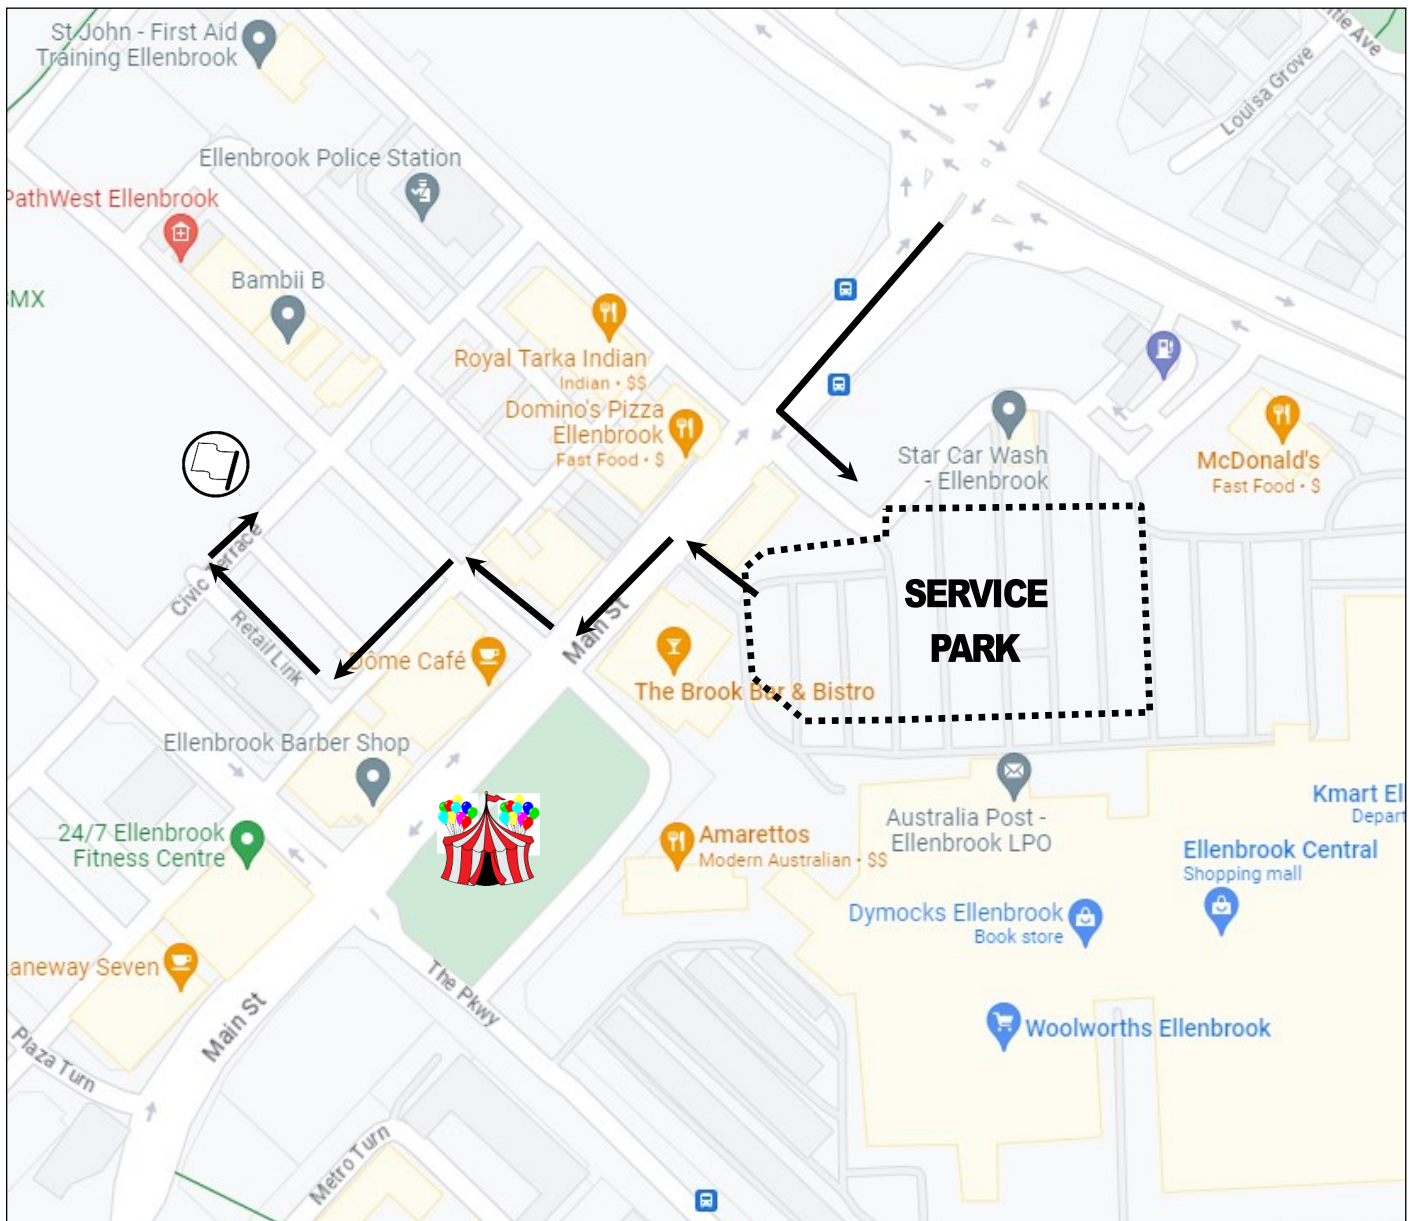 St John - First Aid
Training Ellenbrook
Louisa Grove
Ellenbrook Police Station
PathWest Ellenbrook
Bambii B
Royal Tarka Indian
Indian • $$
Domino's Pizza
Ellenbrook
Fast Food • $
Star Car Wash
- Ellenbrook
McDonald's
Fast Food • $
Civic Terrace
Retail Link
SERVICE
PARK
Main St
Dôme Café
The Brook Bar & Bistro
Ellenbrook Barber Shop
24/7 Ellenbrook
Fitness Centre
Amarettos
Modern Australian • $$
Australia Post -
Ellenbrook LPO
Kmart El
Depart
Ellenbrook Central
Shopping mall
Dymocks Ellenbrook
Book store
aneway Seven
The Pkwy
Main St
Woolworths Ellenbrook
Plaza Turn
Metro Turn